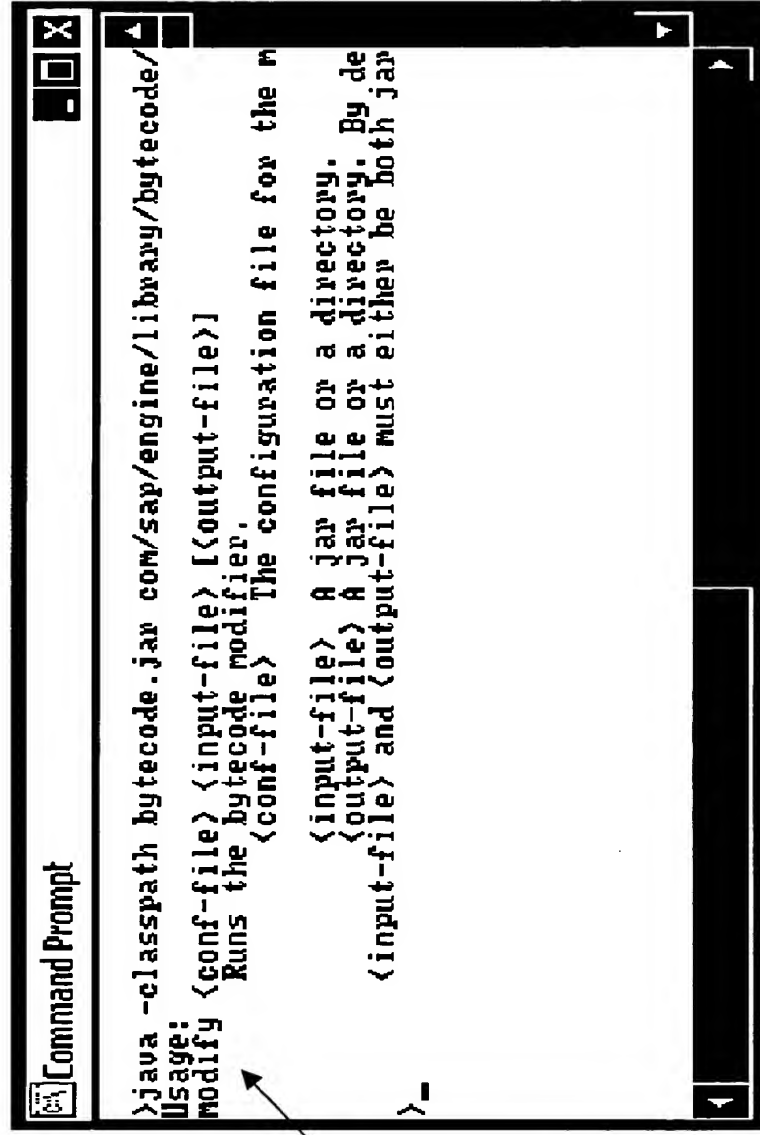 Command Prompt
>java -classpath bytecode.jar com/sap/engine/library/bytecode/
Usage:
modify <conf-file> <input-file> [<output-file>]
Runs the bytecode modifier.
<conf-file> The configuration file for the m
<input-file> A jar file or a directory.
<output-file> A jar file or a directory. By de
<input-file> and <output-file> must either be both jar
>_